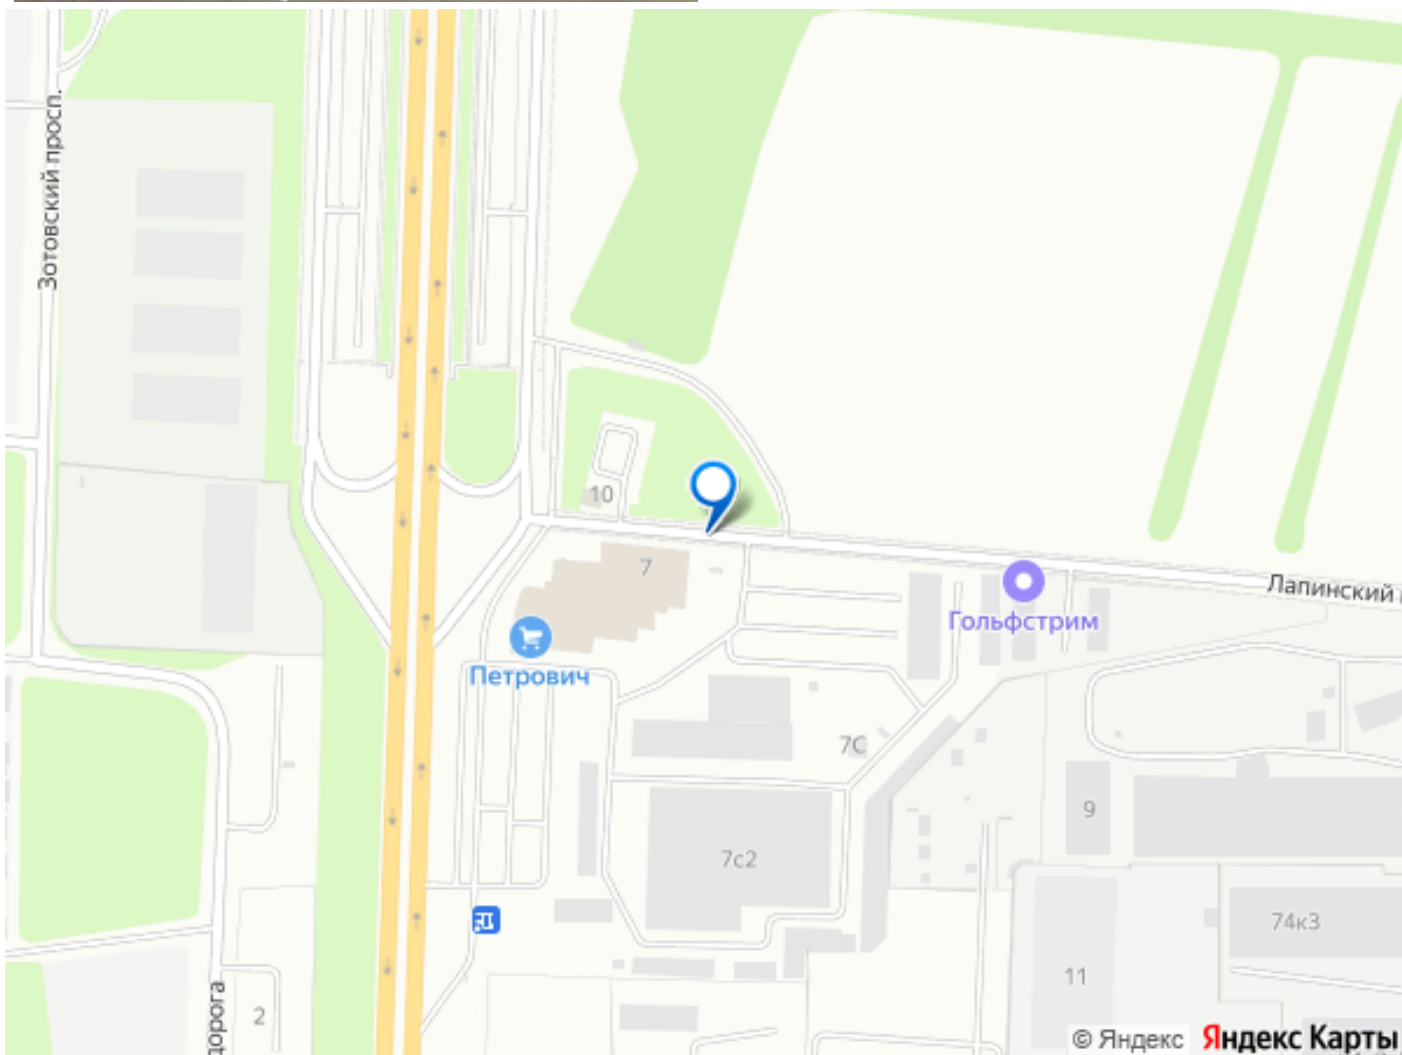 Зотовский просп.
10
7
Лапинский
Гольфстрим
Петрович
7С
9
7с2
74к3
11
дорога
2
© Яндекс Яндекс Карты